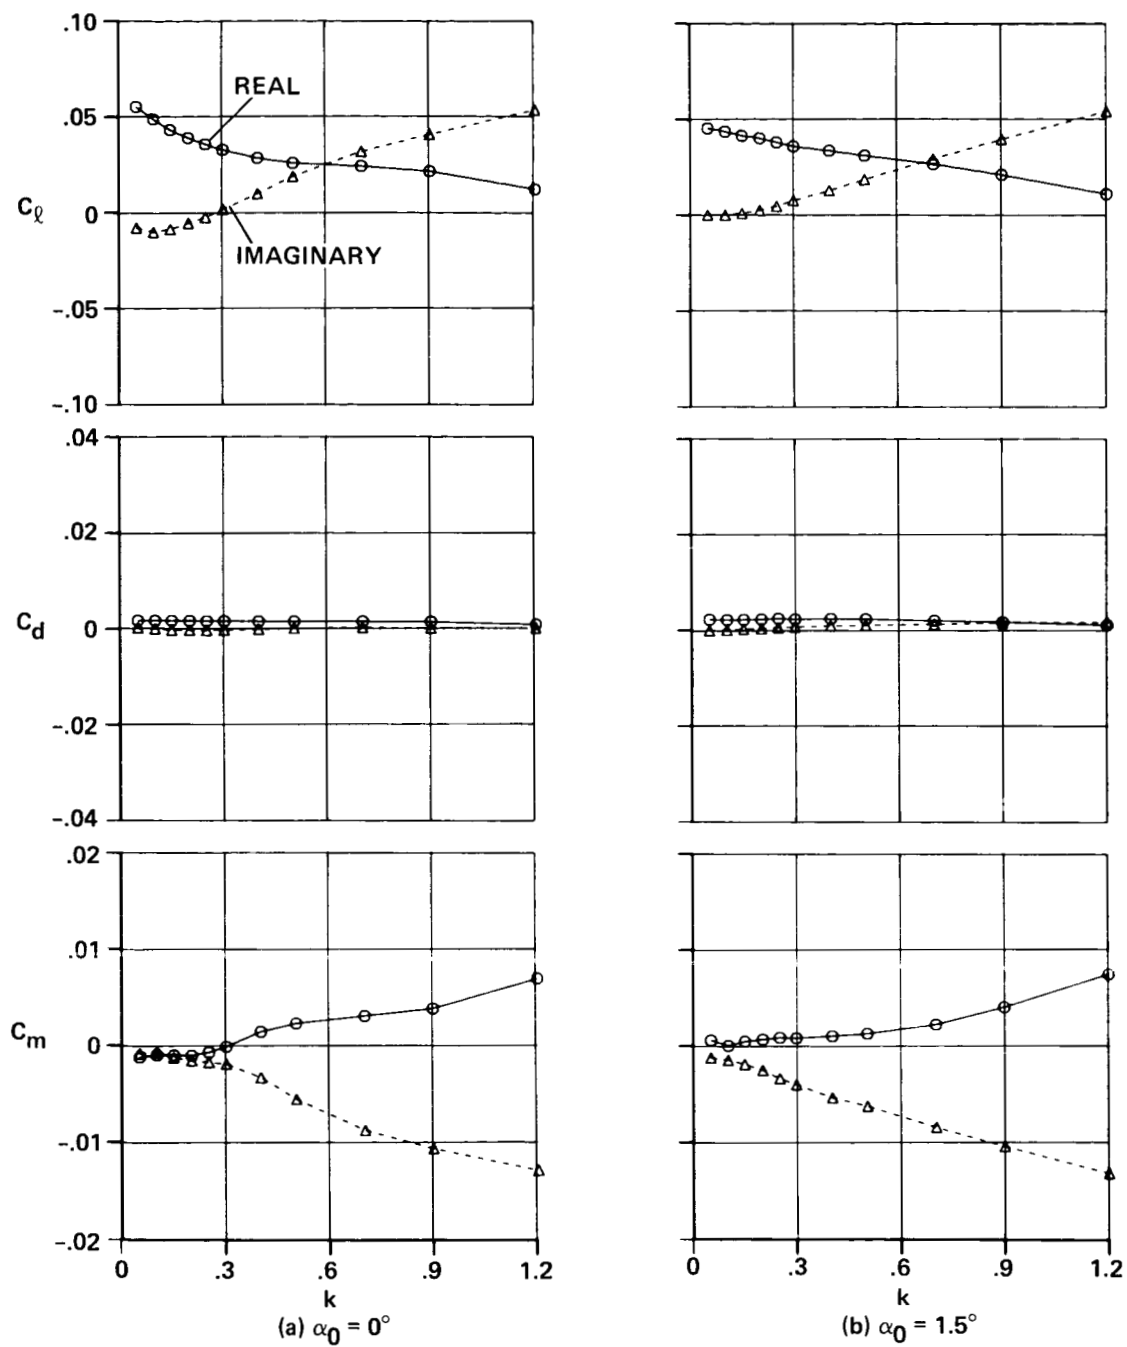 .10
.05
0
-.05
-.10
Cℓ
REAL
IMAGINARY
.04
.02
0
-.02
-.04
Cd
.02
.01
0
-.01
-.02
Cm
0 .3 .6 .9 1.2
k
(a) α0 = 0°
0 .3 .6 .9 1.2
k
(b) α0 = 1.5°